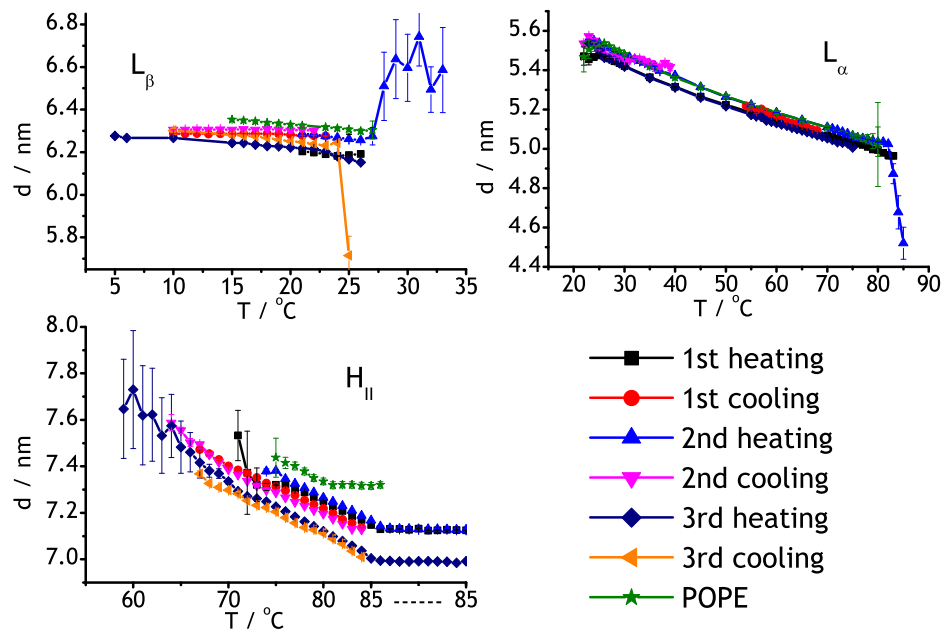 6.8
6.6
6.4
6.2
6.0
5.8
d / nm
Lβ
5 10 15 20 25 30 35
T / °C
5.6
5.4
5.2
5.0
4.8
4.6
4.4
d / nm
Lα
20 30 40 50 60 70 80 90
T / °C
8.0
7.8
7.6
7.4
7.2
7.0
d / nm
HII
60 70 80 85 ----- 85
T / °C
1st heating
1st cooling
2nd heating
2nd cooling
3rd heating
3rd cooling
POPE